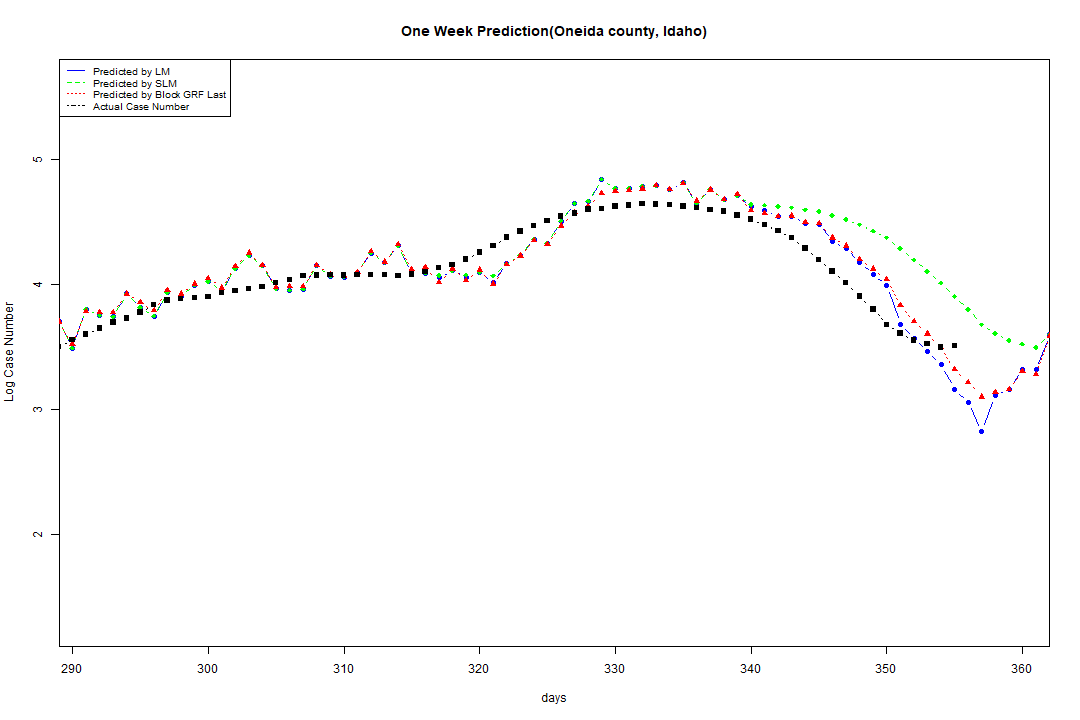 One Week Prediction(Oneida county, Idaho)
Predicted by LM
Predicted by SLM
Predicted by Block GRF Last
Actual Case Number
5
4
3
2
Log Case Number
290 300 310 320 330 340 350 360
days